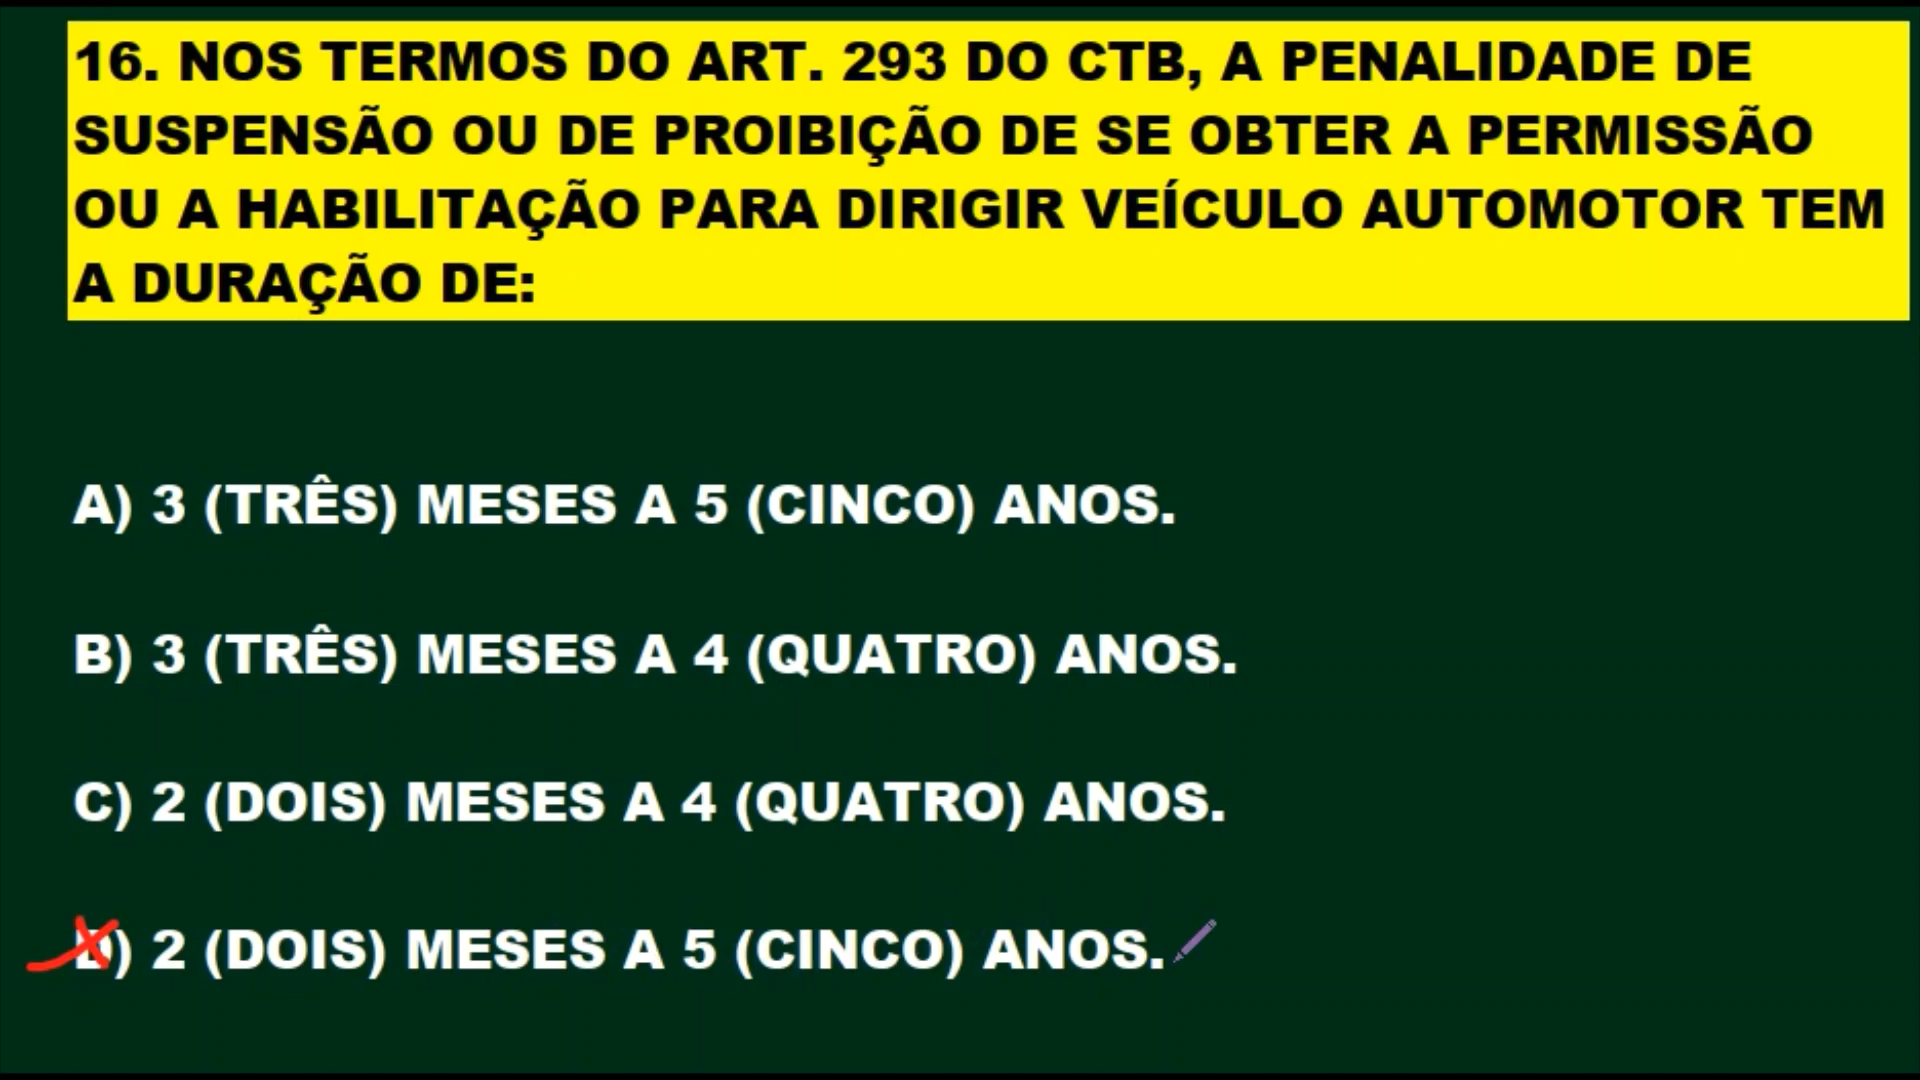 16. NOS TERMOS DO ART. 293 DO CTB, A PENALIDADE DE
SUSPENSÃO OU DE PROIBIÇÃO DE SE OBTER A PERMISSÃO
OU A HABILITAÇÃO PARA DIRIGIR VEÍCULO AUTOMOTOR TEM
A DURAÇÃO DE:
A) 3 (TRÊS) MESES A 5 (CINCO) ANOS.
B) 3 (TRÊS) MESES A 4 (QUATRO) ANOS.
C) 2 (DOIS) MESES A 4 (QUATRO) ANOS.
D) 2 (DOIS) MESES A 5 (CINCO) ANOS.